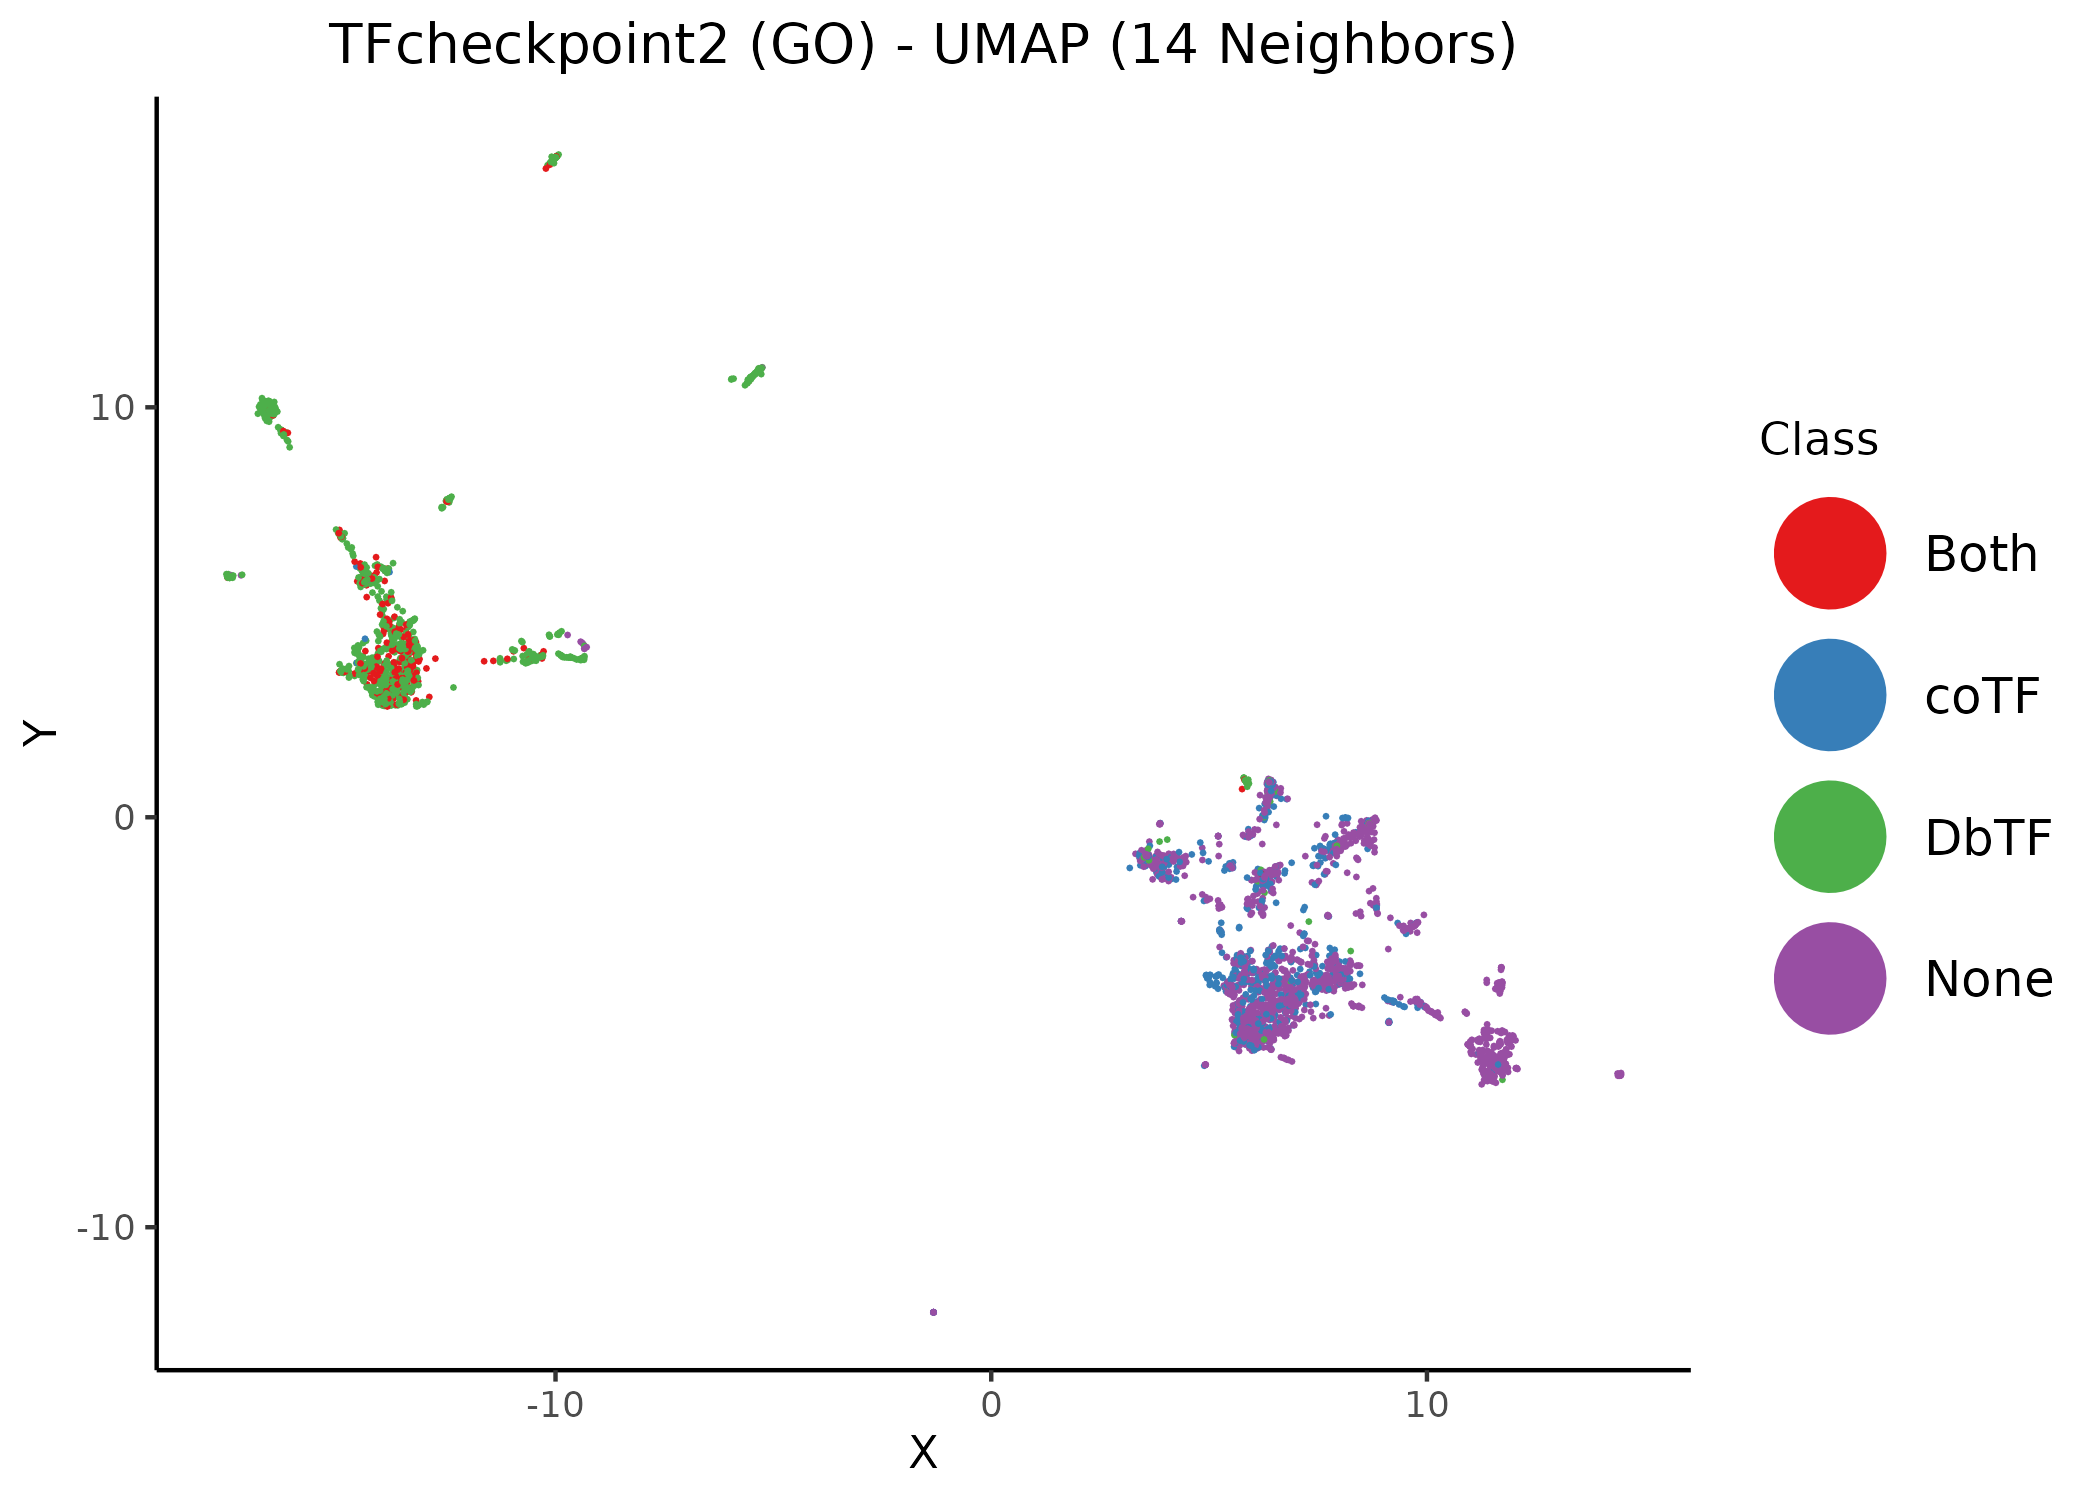 TFcheckpoint2 (GO) - UMAP (14 Neighbors)
10
0
-10
Y
-10
0
10
X
Class
Both
coTF
DbTF
None